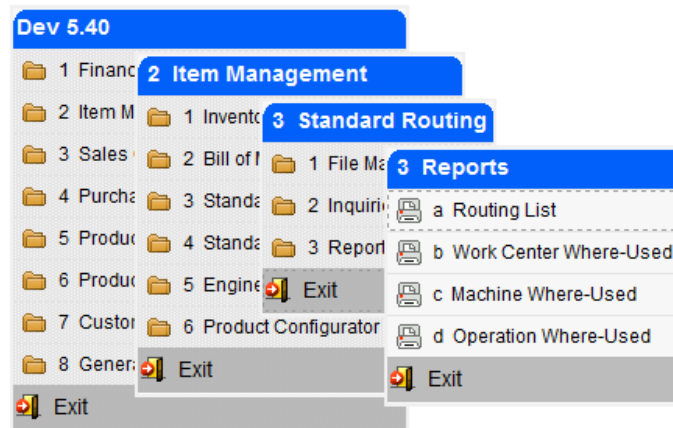 Dev 5.40
1 Financ
2 Item M
3 Sales
4 Purcha
5 Produc
6 Produc
7 Custor
8 Genera
Exit
2 Item Management
1 Invento
2 Bill of
3 Standa
4 Standa
5 Engine
6 Product Configurator
Exit
3 Standard Routing
1 File Ma
2 Inquiri
3 Report
Exit
3 Reports
a Routing List
b Work Center Where-Used
c Machine Where-Used
d Operation Where-Used
Exit